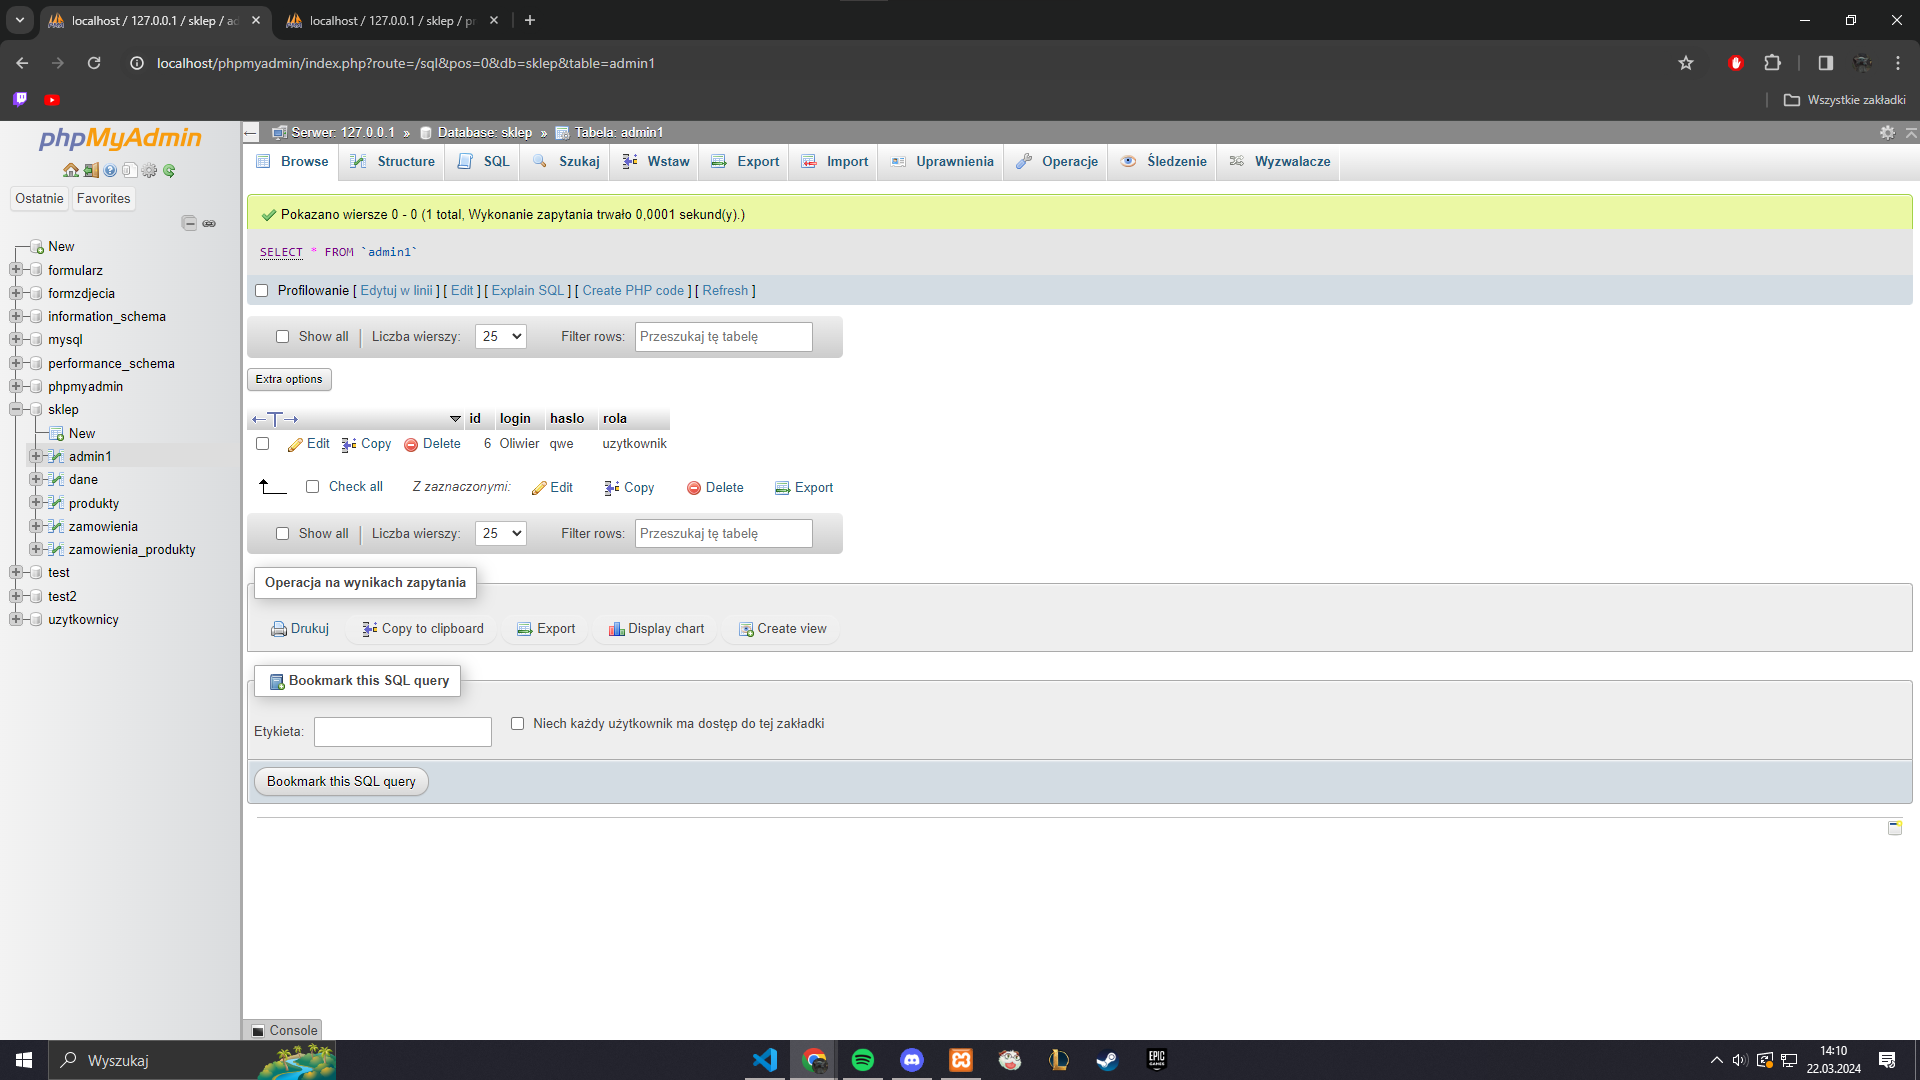 localhost / 127.0.0.1 / sklep / ad
localhost / 127.0.0.1 / sklep / pr
localhost/phpmyadmin/index.php?route=/sql&pos=0&db=sklep&table=admin1
Wszystkie zakładki
phpMyAdmin
Ostatnie Favorites
New
formularz
formzdjecia
information_schema
mysql
performance_schema
phpmyadmin
sklep
New
admin1
dane
produkty
zamowienia
zamowienia_produkty
test
test2
uzytkownicy
Serwer: 127.0.0.1 » Database: sklep » Tabela: admin1
Browse Structure SQL Szukaj Wstaw Export Import Uprawnienia Operacje Śledzenie Wyzwalacze
Pokazano wiersze 0 - 0 (1 total, Wykonanie zapytania trwało 0,0001 sekund(y).)
SELECT * FROM `admin1`
Profilowanie [ Edytuj w linii ] [ Edit ] [ Explain SQL ] [ Create PHP code ] [ Refresh ]
Show all Liczba wierszy: 25 Filter rows: Przeszukaj tę tabelę
Extra options
←T→ id login haslo rola
Edit Copy Delete 6 Oliwier qwe uzytkownik
Check all Z zaznaczonymi: Edit Copy Delete Export
Show all Liczba wierszy: 25 Filter rows: Przeszukaj tę tabelę
Operacja na wynikach zapytania
Drukuj Copy to clipboard Export Display chart Create view
Bookmark this SQL query
Etykieta: Niech każdy użytkownik ma dostęp do tej zakładki
Bookmark this SQL query
Console
Wyszukaj
EPIC GAMES
14:10
22.03.2024